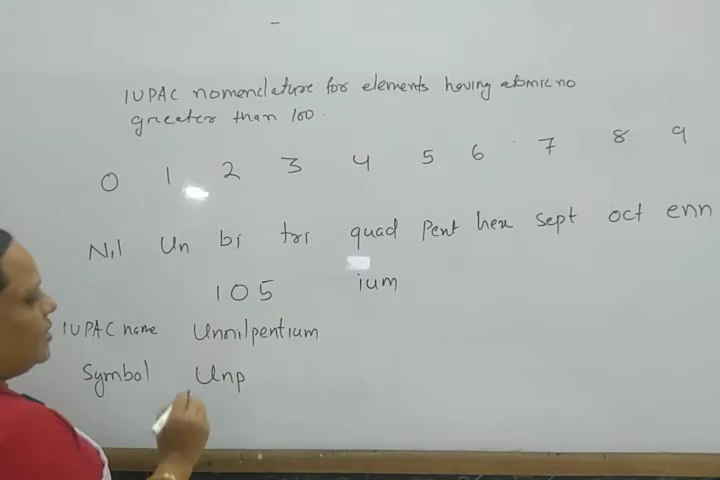 IUPAC nomenclature for elements having atomic no
greater than 100.
0 1 2 3 4 5 6 7 8 9
Nil Un bi tri quad Pent hex sept oct enn
105 ium
IUPAC name Unnilpentium
Symbol Unp